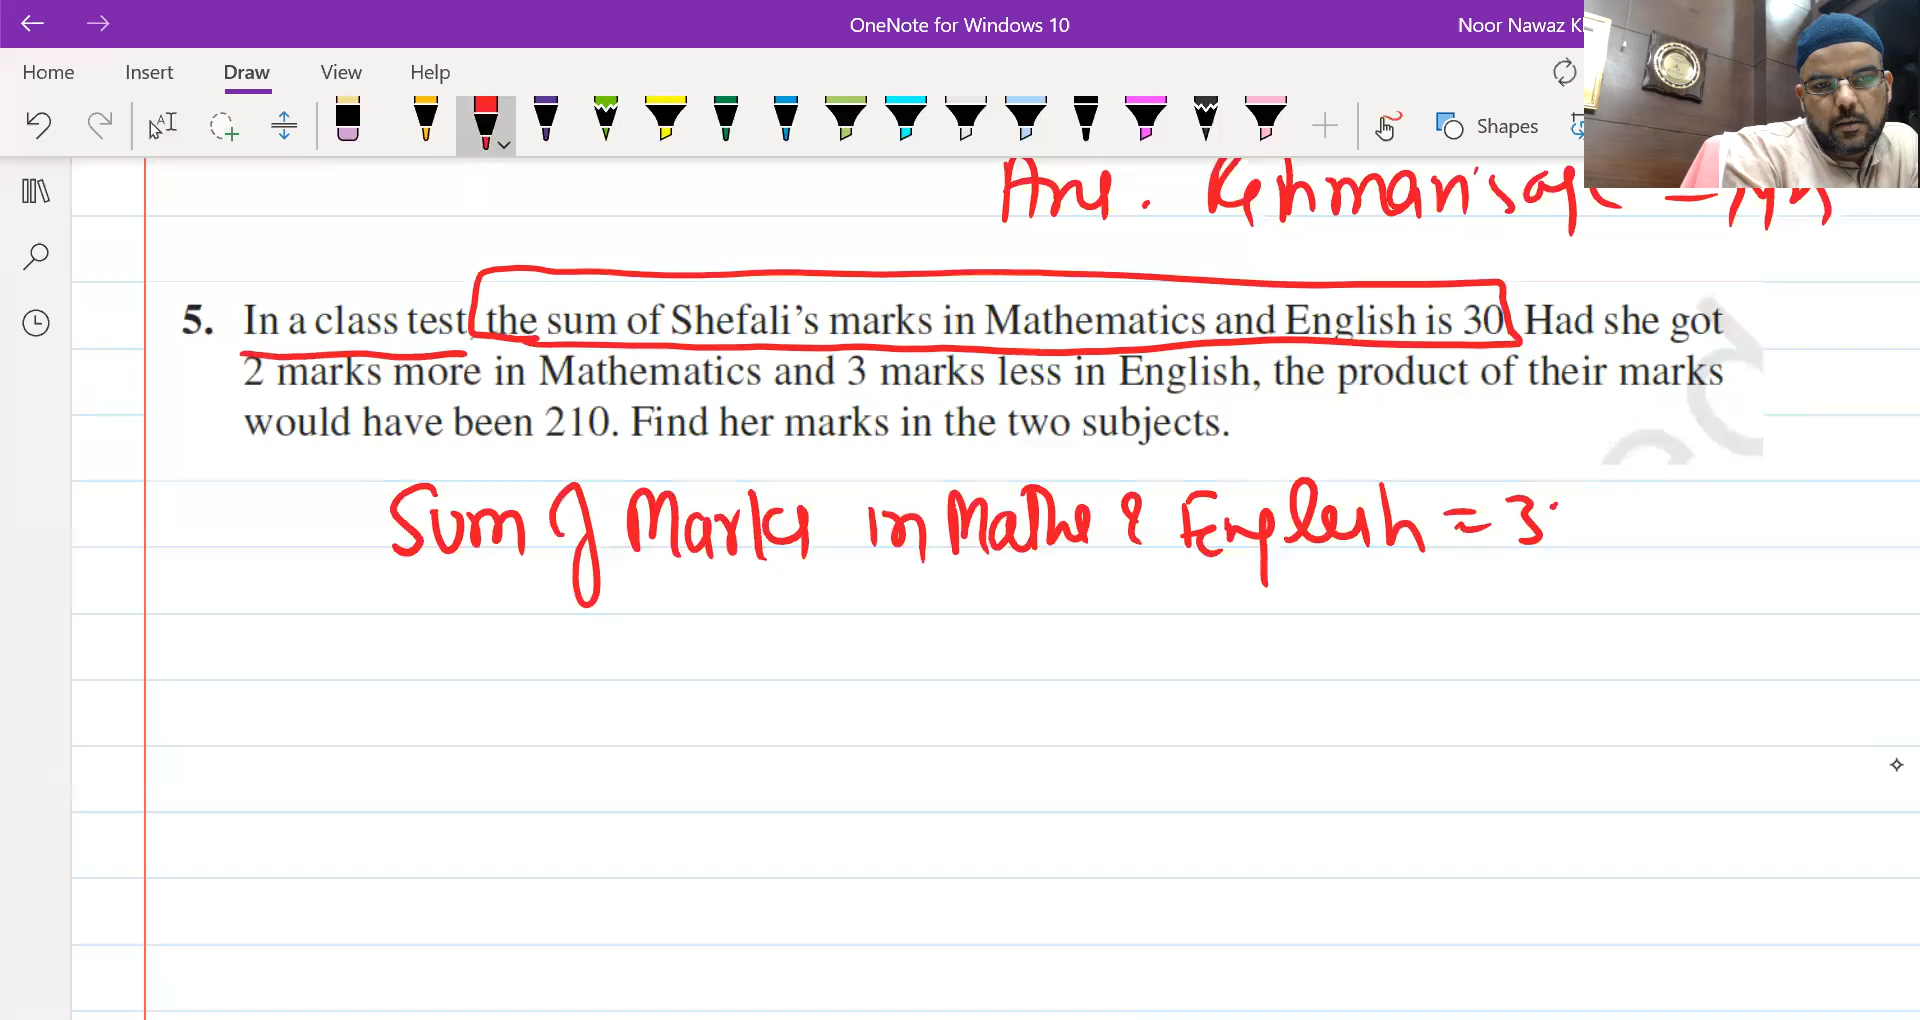 OneNote for Windows 10
Noor Nawaz K
Home Insert Draw View Help
Shapes
Ans. Rehman's age =
5. In a class test, the sum of Shefali's marks in Mathematics and English is 30. Had she got
2 marks more in Mathematics and 3 marks less in English, the product of their marks
would have been 210. Find her marks in the two subjects.
Sum of Marks in Maths & English = 3